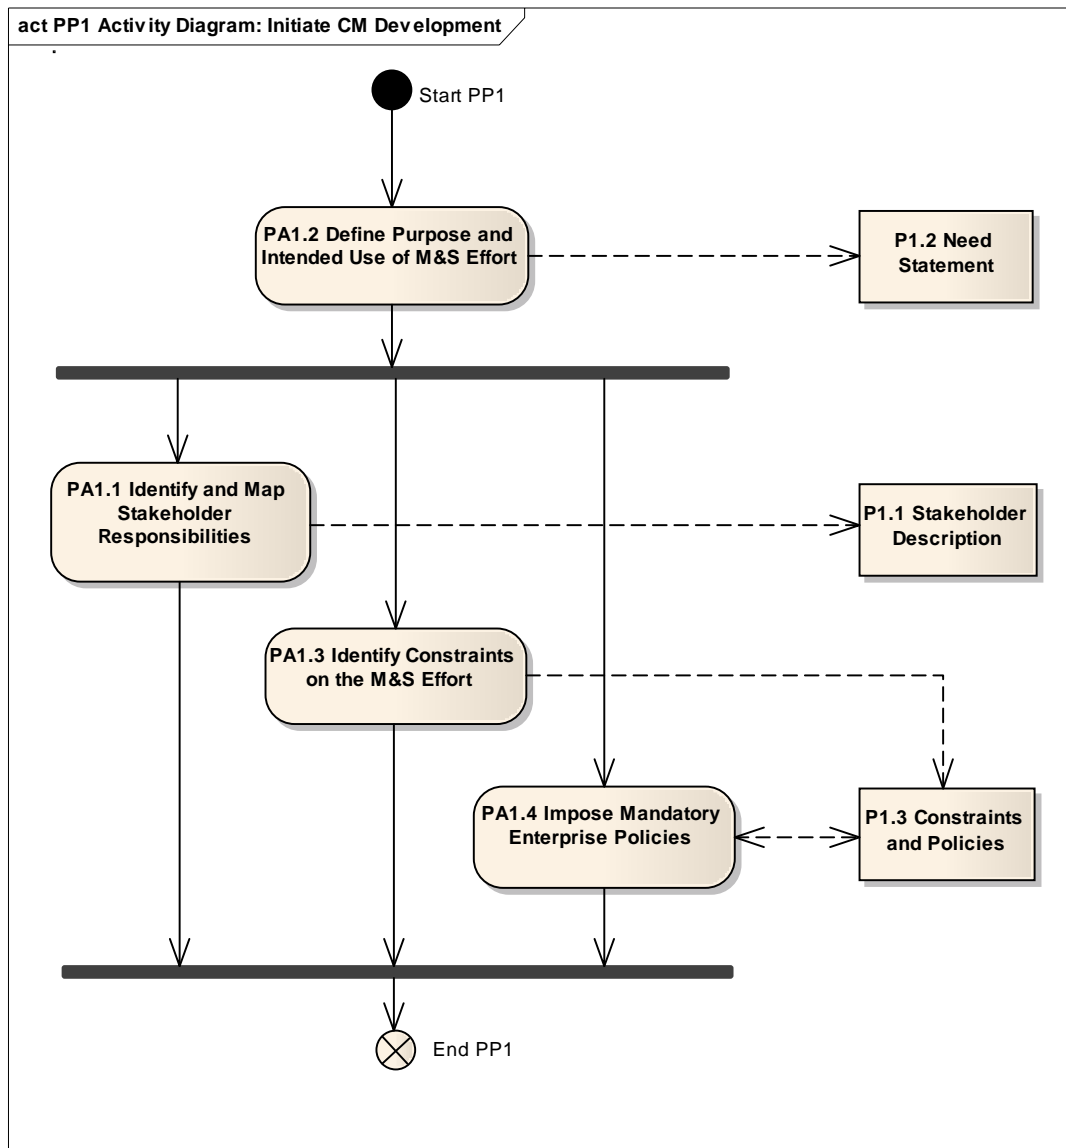 act PP1 Activity Diagram: Initiate CM Development
.
Start PP1
PA1.2 Define Purpose and
Intended Use of M&S Effort
P1.2 Need
Statement
PA1.1 Identify and Map
Stakeholder
Responsibilities
P1.1 Stakeholder
Description
PA1.3 Identify Constraints
on the M&S Effort
PA1.4 Impose Mandatory
Enterprise Policies
P1.3 Constraints
and Policies
End PP1